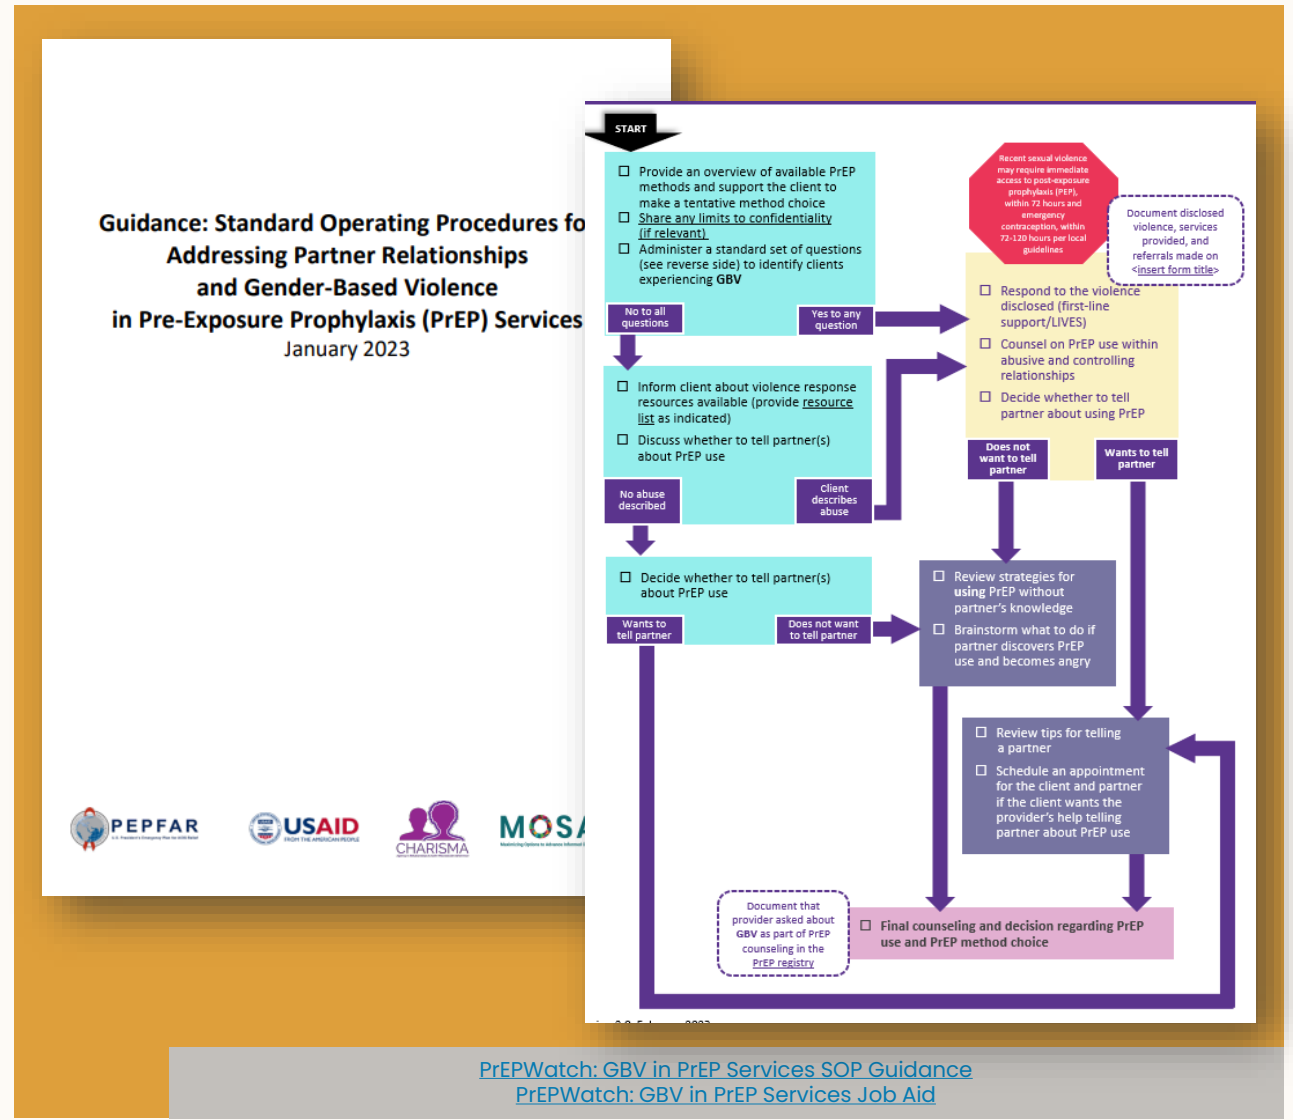 Guidance: Standard Operating Procedures fo
Addressing Partner Relationships
and Gender-Based Violence
in Pre-Exposure Prophylaxis (PrEP) Services
January 2023
PEPFAR
USAID
FROM THE AMERICAN PEOPLE
CHARISMA
MOSA
START
☐ Provide an overview of available PrEP
methods and support the client to
make a tentative method choice
☐ Share any limits to confidentiality
(if relevant)
☐ Administer a standard set of questions
(see reverse side) to identify clients
experiencing GBV
No to all
questions
Yes to any
question
Recent sexual violence
may require immediate
access to post-exposure
prophylaxis (PEP),
within 72 hours and
emergency
contraception, within
72-120 hours per local
guidelines
Document disclosed
violence, services
provided, and
referrals made on
<insert form title>
☐ Respond to the violence
disclosed (first-line
support/LIVES)
☐ Counsel on PrEP use within
abusive and controlling
relationships
☐ Decide whether to tell
partner about using PrEP
Does not
want to tell
partner
Wants to tell
partner
☐ Inform client about violence response
resources available (provide resource
list as indicated)
☐ Discuss whether to tell partner(s)
about PrEP use
No abuse
described
Client
describes
abuse
☐ Decide whether to tell partner(s)
about PrEP use
Wants to
tell partner
Does not want
to tell partner
☐ Review strategies for
using PrEP without
partner's knowledge
☐ Brainstorm what to do if
partner discovers PrEP
use and becomes angry
☐ Review tips for telling
a partner
☐ Schedule an appointment
for the client and partner
if the client wants the
provider's help telling
partner about PrEP use
Document that
provider asked about
GBV as part of PrEP
counseling in the
PrEP registry
☐ Final counseling and decision regarding PrEP
use and PrEP method choice
PrEPWatch: GBV in PrEP Services SOP Guidance
PrEPWatch: GBV in PrEP Services Job Aid